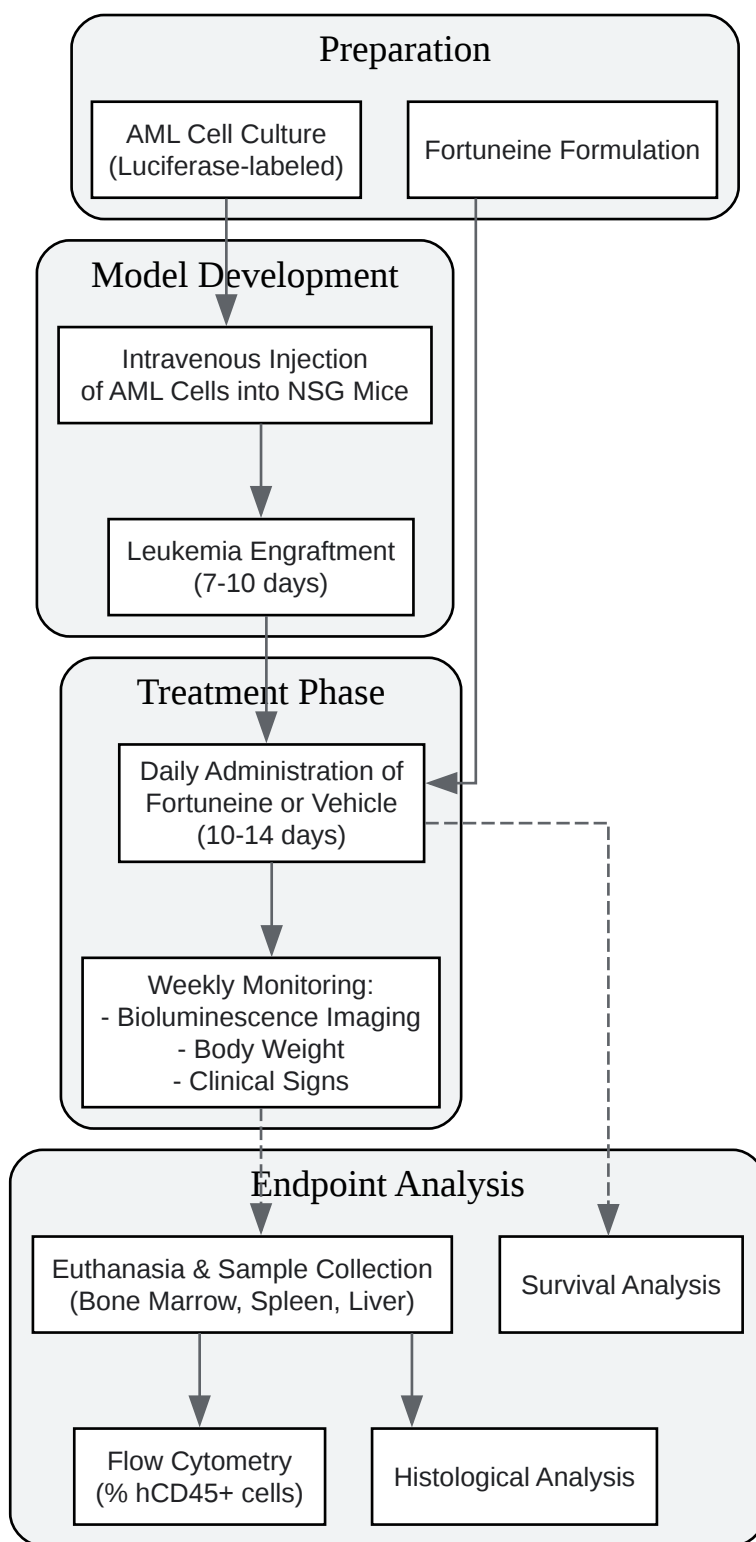 Preparation
AML Cell Culture
(Luciferase-labeled)
Fortuneine Formulation
Model Development
Intravenous Injection
of AML Cells into NSG Mice
Leukemia Engraftment
(7-10 days)
Treatment Phase
Daily Administration of
Fortuneine or Vehicle
(10-14 days)
Weekly Monitoring:
- Bioluminescence Imaging
- Body Weight
- Clinical Signs
Endpoint Analysis
Euthanasia & Sample Collection
(Bone Marrow, Spleen, Liver)
Survival Analysis
Flow Cytometry
(% hCD45+ cells)
Histological Analysis